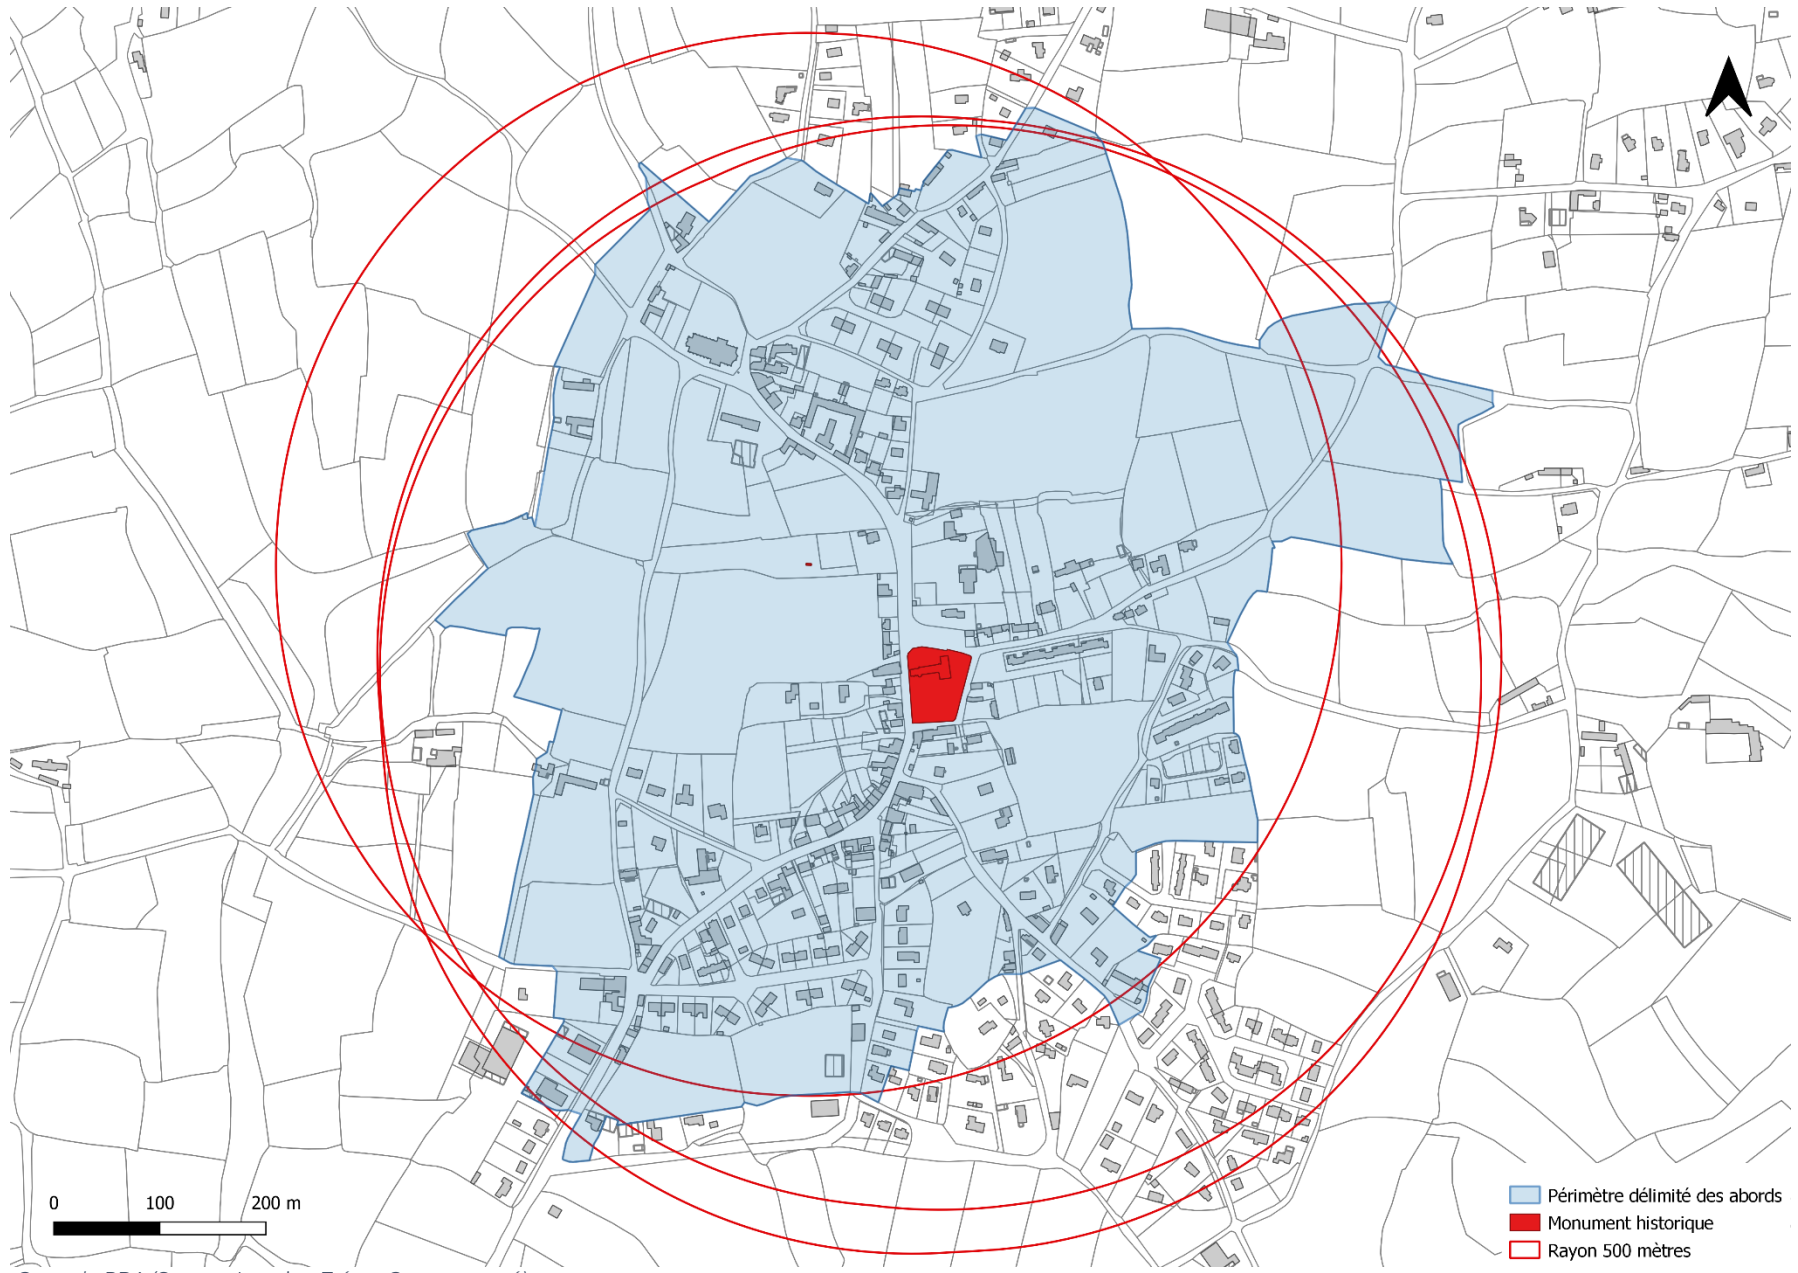 0 100 200 m
Périmètre délimité des abords
Monument historique
Rayon 500 mètres